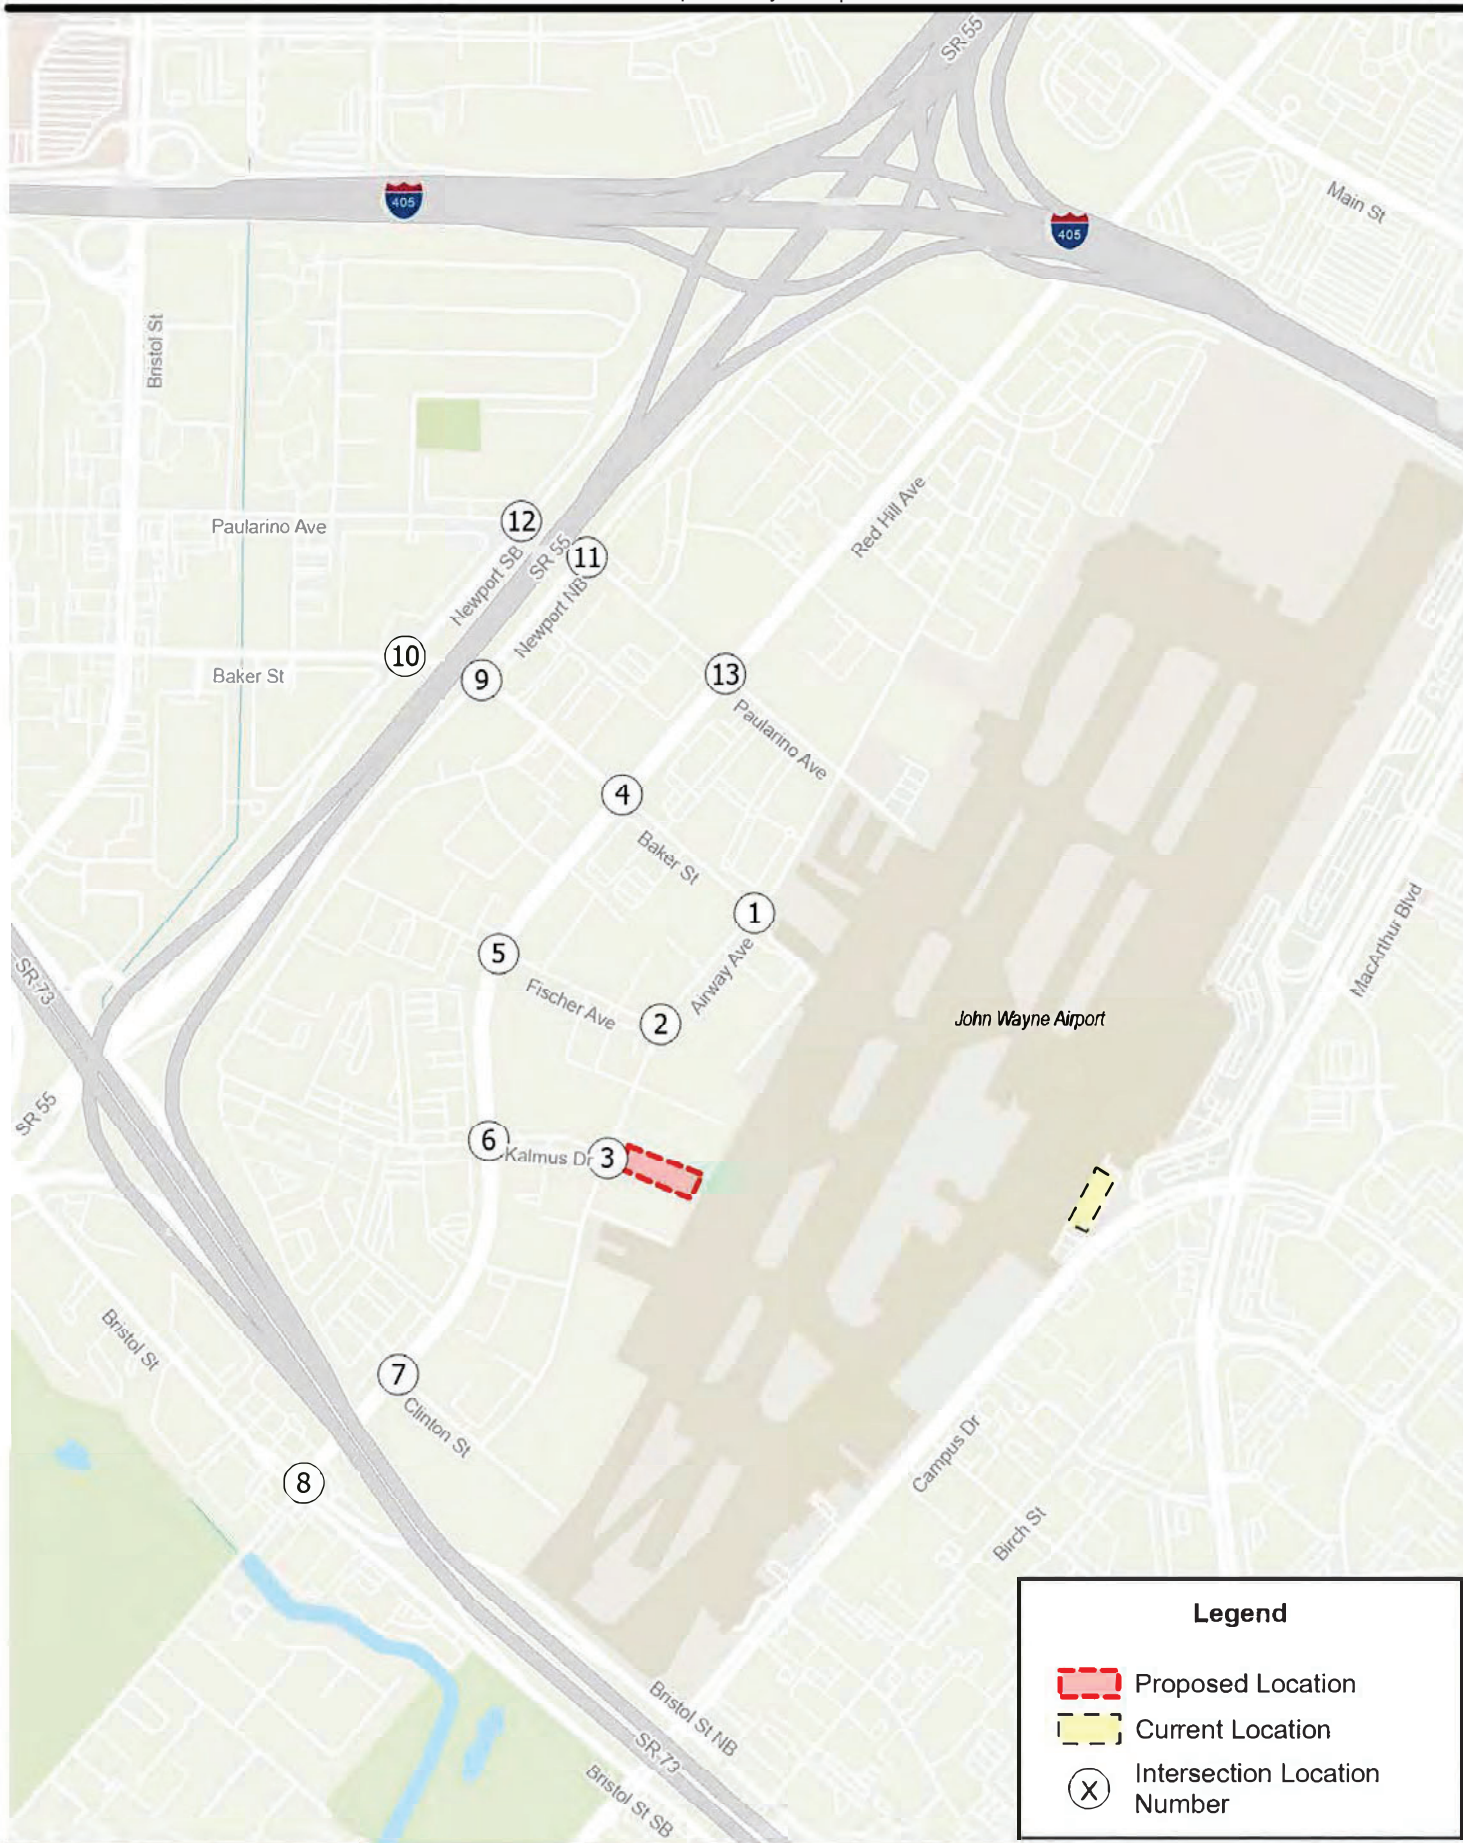 SR 55
Main St
405
405
Bristol St
Red Hill Ave
12
Paularino Ave
SR 55
11
Newport SB
Newport NB
10
Baker St
9
13
Paularino Ave
4
Baker St
1
MacArthur Blvd
5
SR-73
Fischer Ave
Airway Ave
2
John Wayne Airport
SR 55
6
Kalmus Dr
3
Bristol St
7
Clinton St
Campus Dr
8
Birch St
Bristol St NB
SR-73
Bristol St SB
Legend
Proposed Location
Current Location
X
Intersection Location
Number